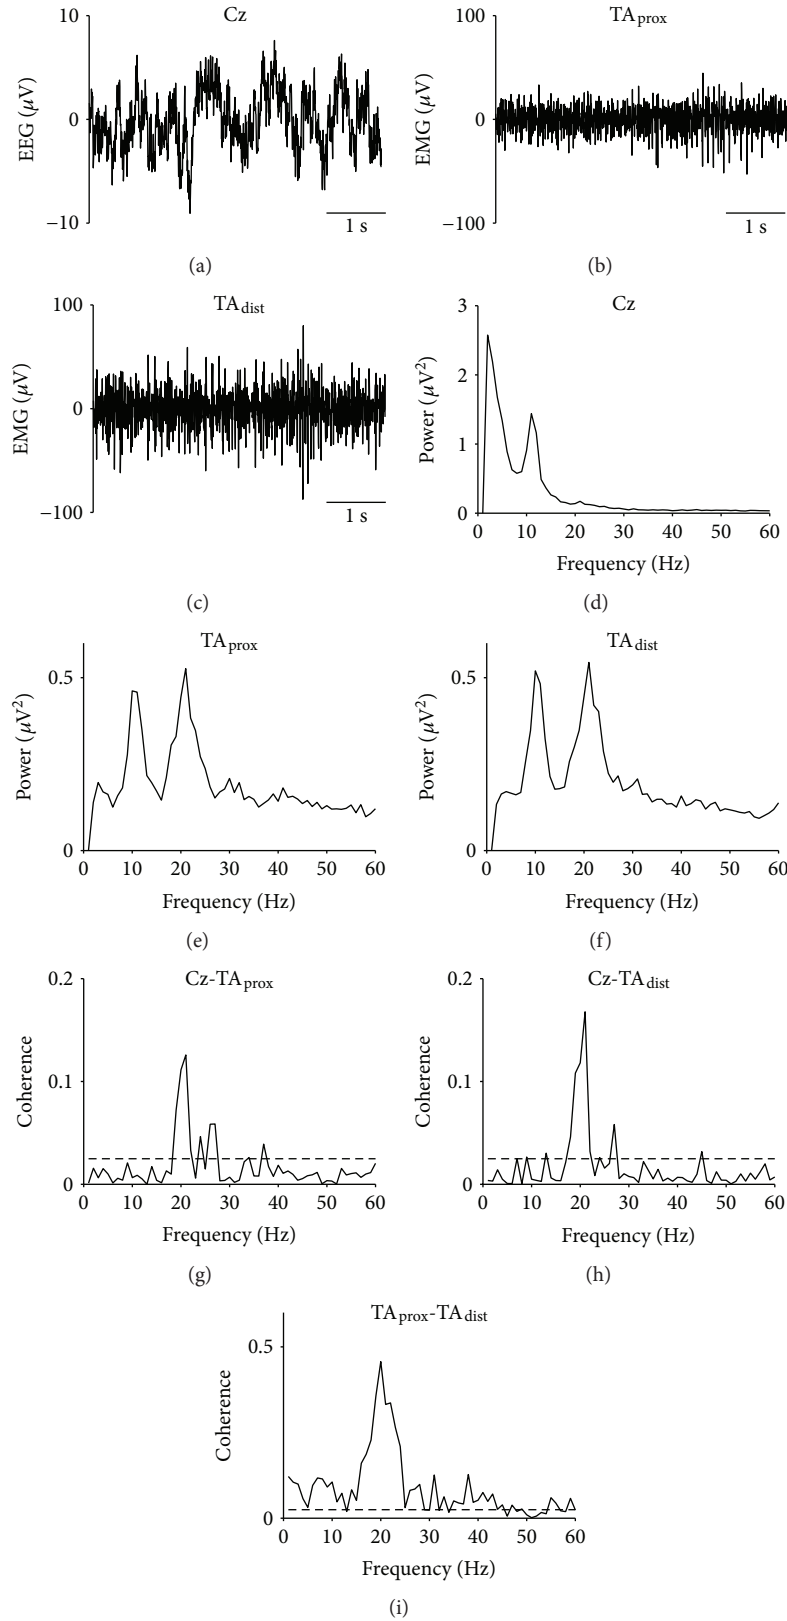 Cz
10
0
−10
EEG (μV)
1 s
(a)
TAprox
100
0
−100
EMG (μV)
1 s
(b)
TAdist
100
0
−100
EMG (μV)
1 s
(c)
Cz
3
2
1
0
Power (μV²)
0 10 20 30 40 50 60
Frequency (Hz)
(d)
TAprox
0.5
0
Power (μV²)
0 10 20 30 40 50 60
Frequency (Hz)
(e)
TAdist
0.5
0
Power (μV²)
0 10 20 30 40 50 60
Frequency (Hz)
(f)
Cz-TAprox
0.2
0.1
0
Coherence
0 10 20 30 40 50 60
Frequency (Hz)
(g)
Cz-TAdist
0.2
0.1
0
Coherence
0 10 20 30 40 50 60
Frequency (Hz)
(h)
TAprox-TAdist
0.5
0
Coherence
0 10 20 30 40 50 60
Frequency (Hz)
(i)